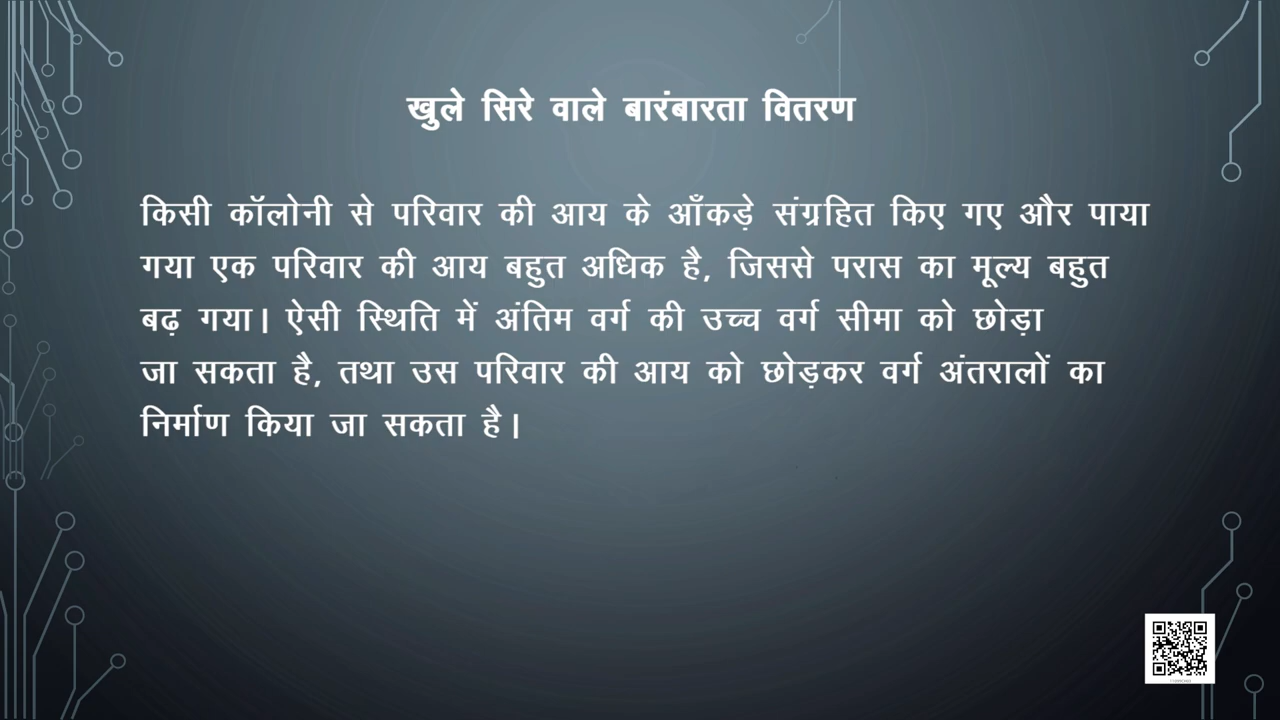 खुले सिरे वाले बारंबारता वितरण
किसी कॉलोनी से परिवार की आय के आँकड़े संग्रहित किए गए और पाया
गया एक परिवार की आय बहुत अधिक है, जिससे परास का मूल्य बहुत
बढ़ गया। ऐसी स्थिति में अंतिम वर्ग की उच्च वर्ग सीमा को छोड़ा
जा सकता है, तथा उस परिवार की आय को छोड़कर वर्ग अंतरालों का
निर्माण किया जा सकता है।